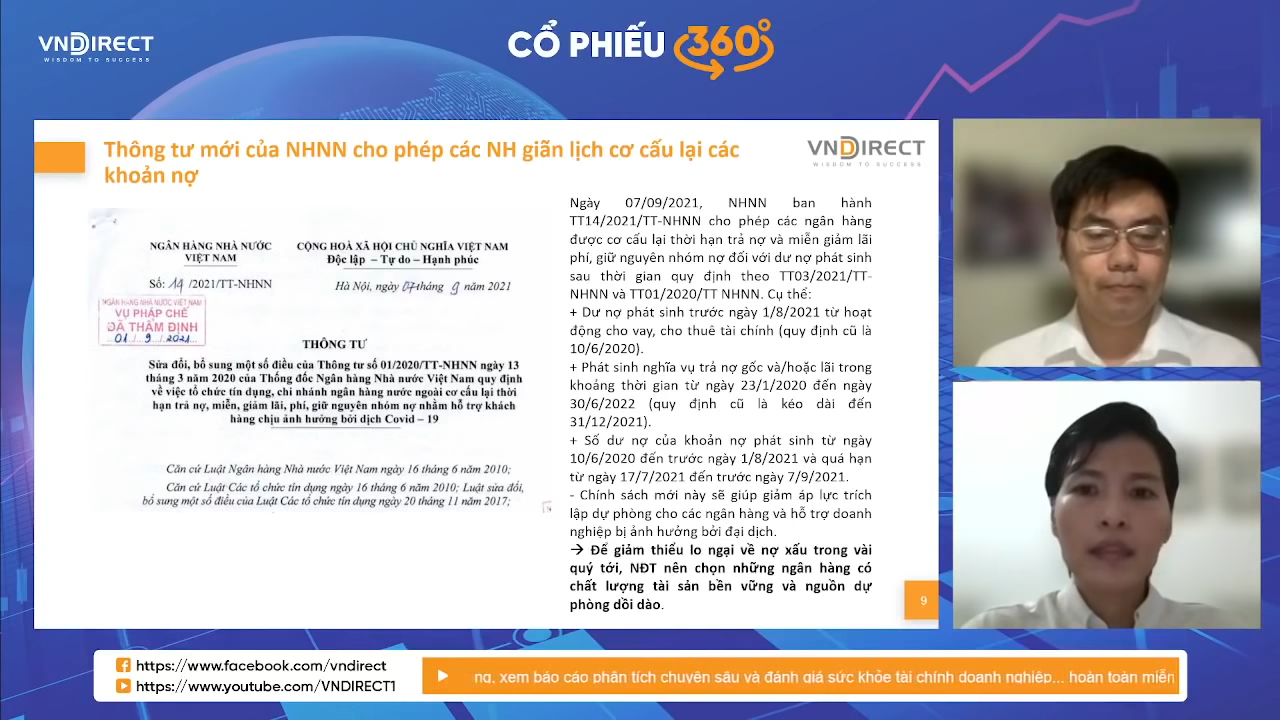 VNDIRECT
WISDOM TO SUCCESS
CỔ PHIẾU 360°
Thông tư mới của NHNN cho phép các NH giãn lịch cơ cấu lại các
khoản nợ
VNDIRECT
WISDOM TO SUCCESS
NGÂN HÀNG NHÀ NƯỚC
VIỆT NAM
CỘNG HOÀ XÃ HỘI CHỦ NGHĨA VIỆT NAM
Độc lập – Tự do – Hạnh phúc
Số: 14 /2021/TT-NHNN
Hà Nội, ngày 07 tháng 9 năm 2021
NGÂN HÀNG NHÀ NƯỚC VIỆT NAM
VỤ PHÁP CHẾ
ĐÃ THẨM ĐỊNH
01 / 9 / 2021
THÔNG TƯ
Sửa đổi, bổ sung một số điều của Thông tư số 01/2020/TT-NHNN ngày 13
tháng 3 năm 2020 của Thống đốc Ngân hàng Nhà nước Việt Nam quy định
về việc tổ chức tín dụng, chi nhánh ngân hàng nước ngoài cơ cấu lại thời
hạn trả nợ, miễn, giảm lãi, phí, giữ nguyên nhóm nợ nhằm hỗ trợ khách
hàng chịu ảnh hưởng bởi dịch Covid – 19
Căn cứ Luật Ngân hàng Nhà nước Việt Nam ngày 16 tháng 6 năm 2010;
Căn cứ Luật Các tổ chức tín dụng ngày 16 tháng 6 năm 2010; Luật sửa đổi,
bổ sung một số điều của Luật Các tổ chức tín dụng ngày 20 tháng 11 năm 2017;
Ngày 07/09/2021, NHNN ban hành
TT14/2021/TT-NHNN cho phép các ngân hàng
được cơ cấu lại thời hạn trả nợ và miễn giảm lãi
phí, giữ nguyên nhóm nợ đối với dư nợ phát sinh
sau thời gian quy định theo TT03/2021/TT-
NHNN và TT01/2020/TT NHNN. Cụ thể:
+ Dư nợ phát sinh trước ngày 1/8/2021 từ hoạt
động cho vay, cho thuê tài chính (quy định cũ là
10/6/2020).
+ Phát sinh nghĩa vụ trả nợ gốc và/hoặc lãi trong
khoảng thời gian từ ngày 23/1/2020 đến ngày
30/6/2022 (quy định cũ là kéo dài đến
31/12/2021).
+ Số dư nợ của khoản nợ phát sinh từ ngày
10/6/2020 đến trước ngày 1/8/2021 và quá hạn
từ ngày 17/7/2021 đến trước ngày 7/9/2021.
- Chính sách mới này sẽ giúp giảm áp lực trích
lập dự phòng cho các ngân hàng và hỗ trợ doanh
nghiệp bị ảnh hưởng bởi đại dịch.
→ Để giảm thiểu lo ngại về nợ xấu trong vài
quý tới, NĐT nên chọn những ngân hàng có
chất lượng tài sản bền vững và nguồn dự
phòng dồi dào.
9
https://www.facebook.com/vndirect
https://www.youtube.com/VNDIRECT1
ng, xem báo cáo phân tích chuyên sâu và đánh giá sức khỏe tài chính doanh nghiệp... hoàn toàn miễn